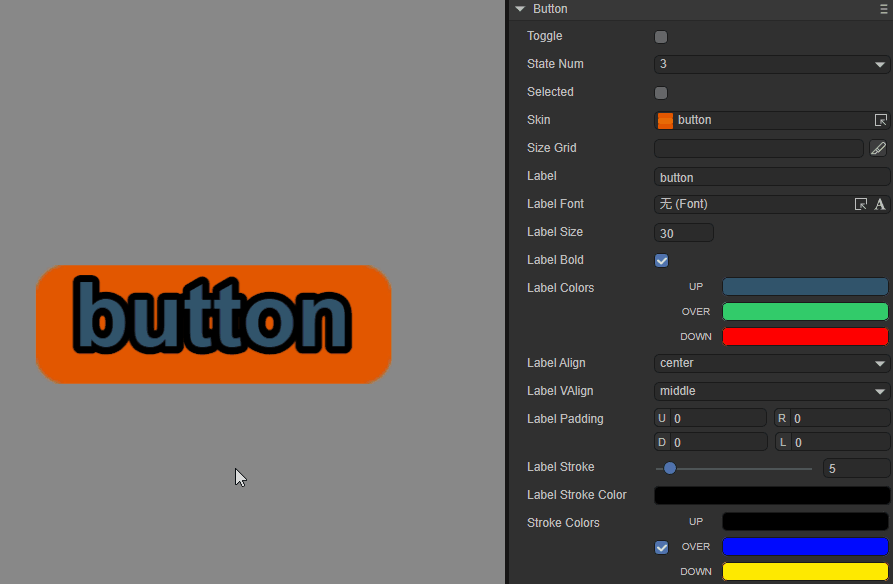 button
Button
Toggle
State Num 3
Selected
Skin button
Size Grid
Label button
Label Font 无 (Font) A
Label Size 30
Label Bold
Label Colors UP
OVER
DOWN
Label Align center
Label VAlign middle
Label Padding U 0 R 0
D 0 L 0
Label Stroke 5
Label Stroke Color
Stroke Colors UP
OVER
DOWN